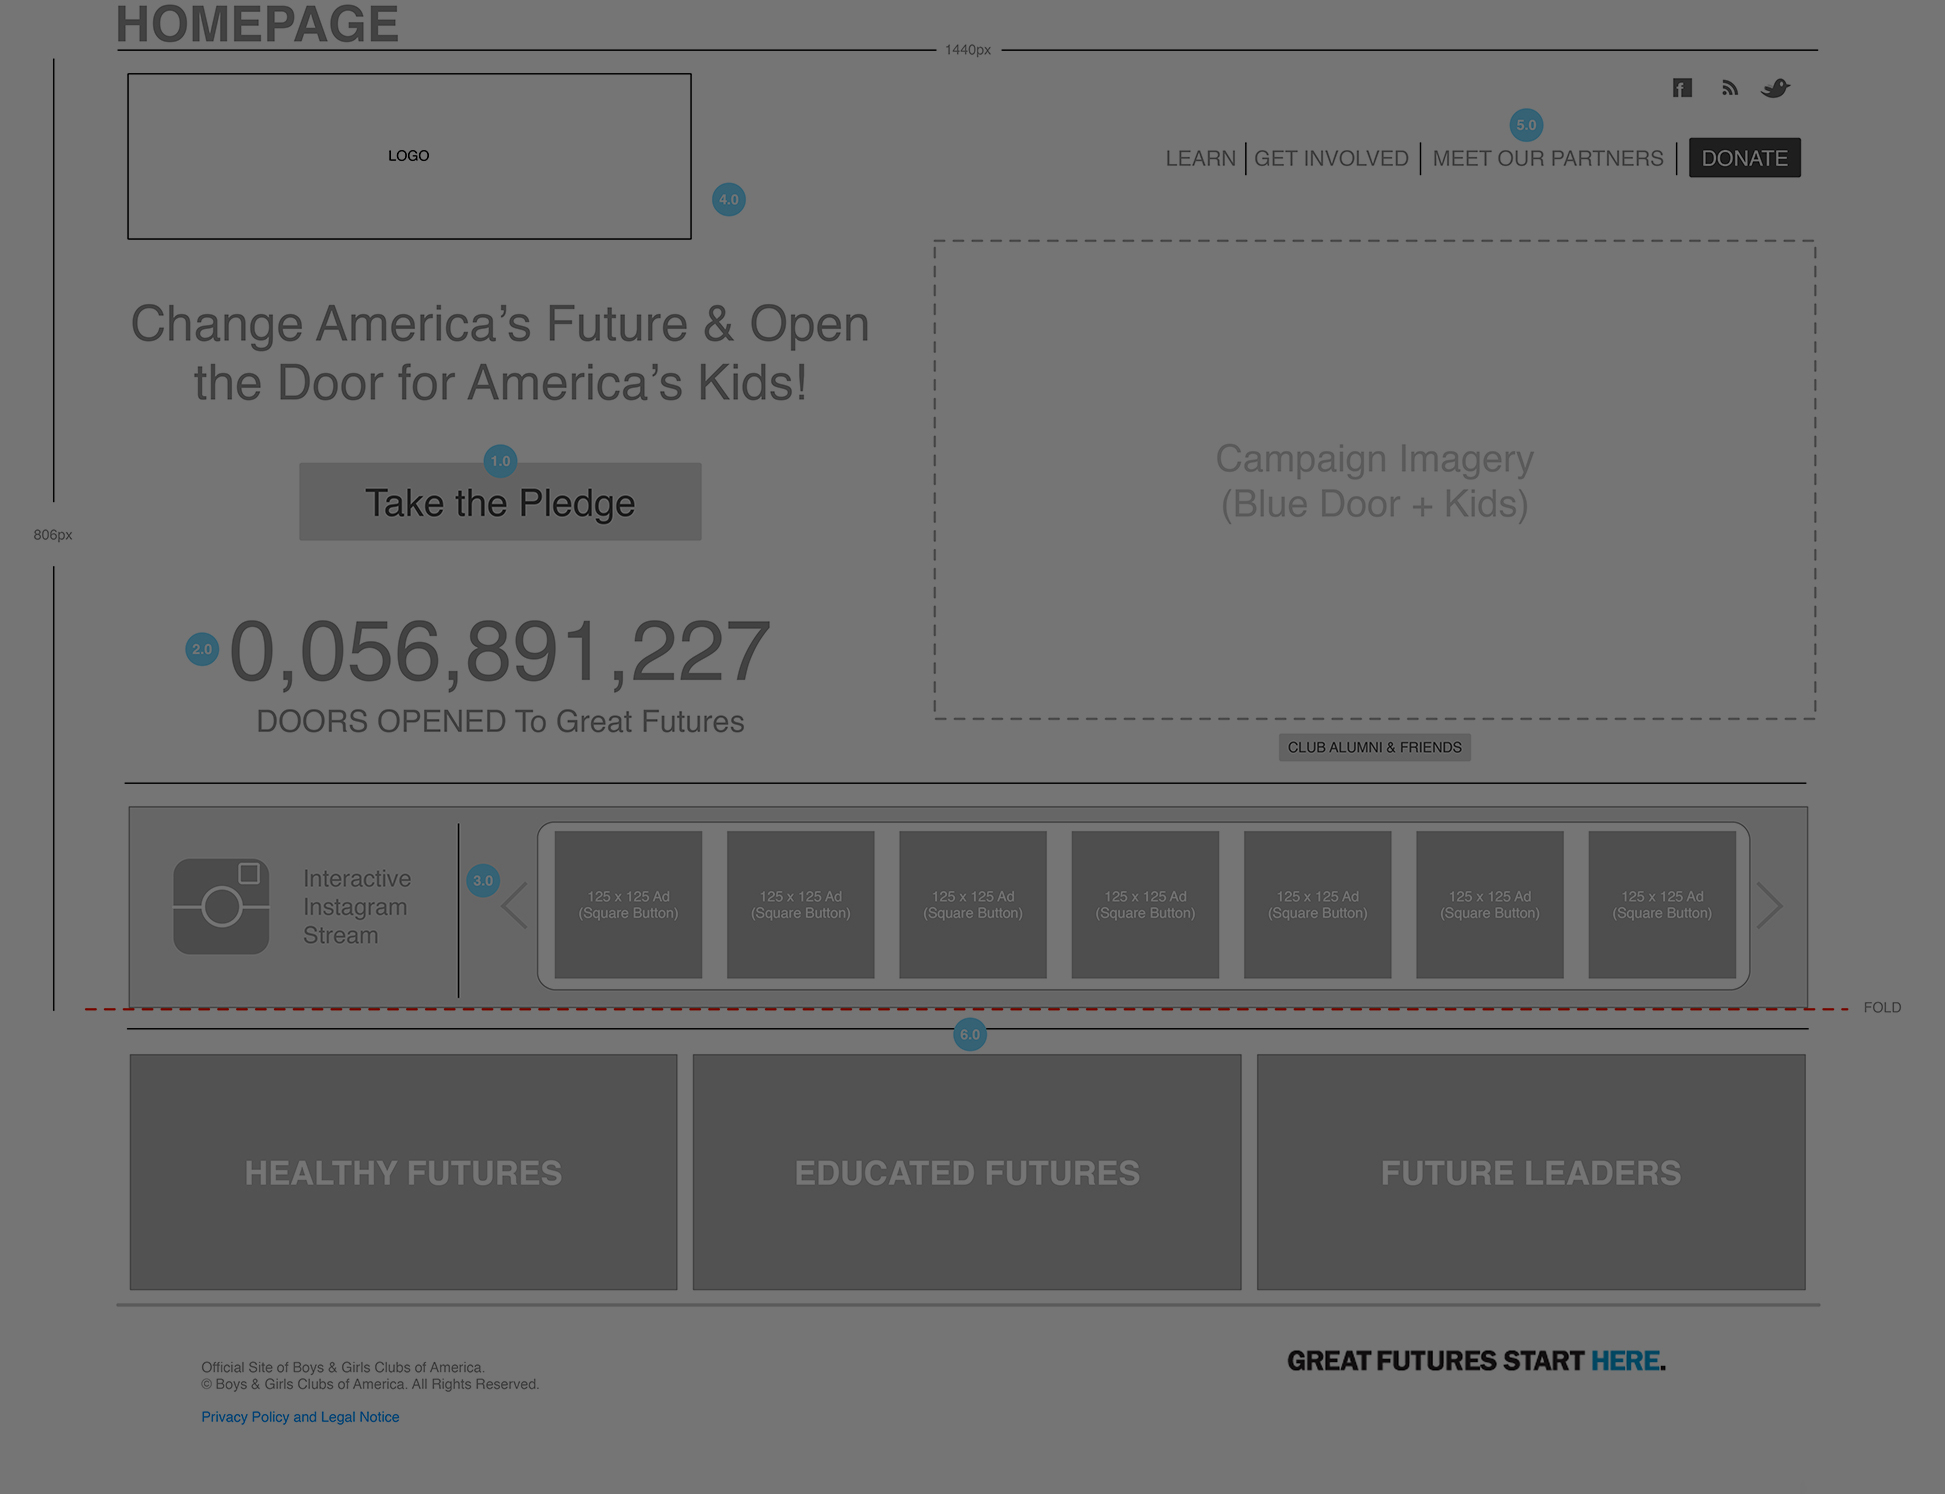 HOMEPAGE
1440px
LOGO
4.0
5.0
LEARN
GET INVOLVED
MEET OUR PARTNERS
DONATE
Change America’s Future & Open
the Door for America’s Kids!
1.0
Take the Pledge
806px
2.0
0,056,891,227
DOORS OPENED To Great Futures
Campaign Imagery
(Blue Door + Kids)
CLUB ALUMNI & FRIENDS
Interactive
Instagram
Stream
3.0
125 x 125 Ad
(Square Button)
125 x 125 Ad
(Square Button)
125 x 125 Ad
(Square Button)
125 x 125 Ad
(Square Button)
125 x 125 Ad
(Square Button)
125 x 125 Ad
(Square Button)
125 x 125 Ad
(Square Button)
FOLD
6.0
HEALTHY FUTURES
EDUCATED FUTURES
FUTURE LEADERS
Official Site of Boys & Girls Clubs of America.
© Boys & Girls Clubs of America. All Rights Reserved.
Privacy Policy and Legal Notice
GREAT FUTURES START HERE.